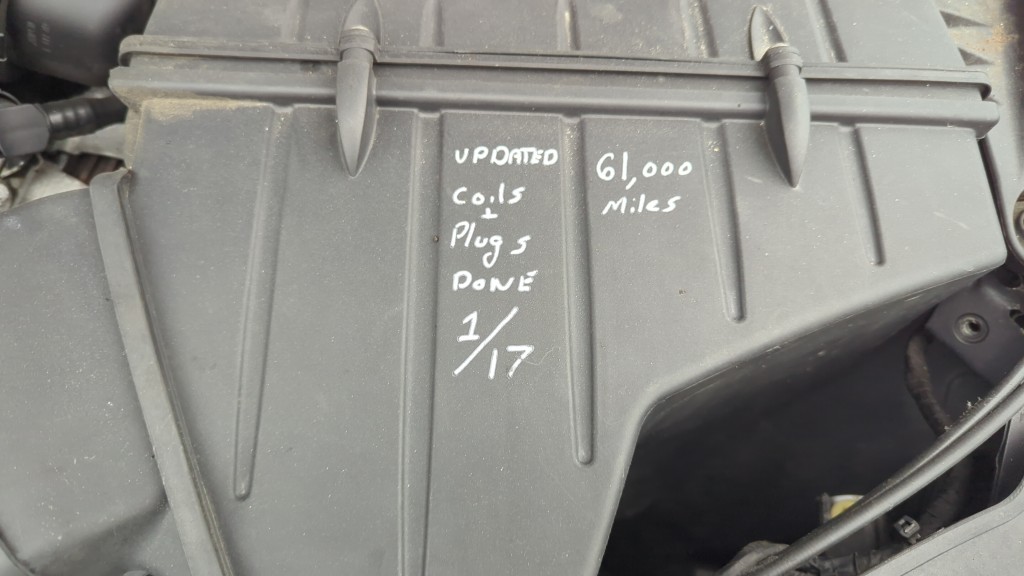 UPDATED
Coils
+
Plugs
DONE
1/17
61,000
Miles